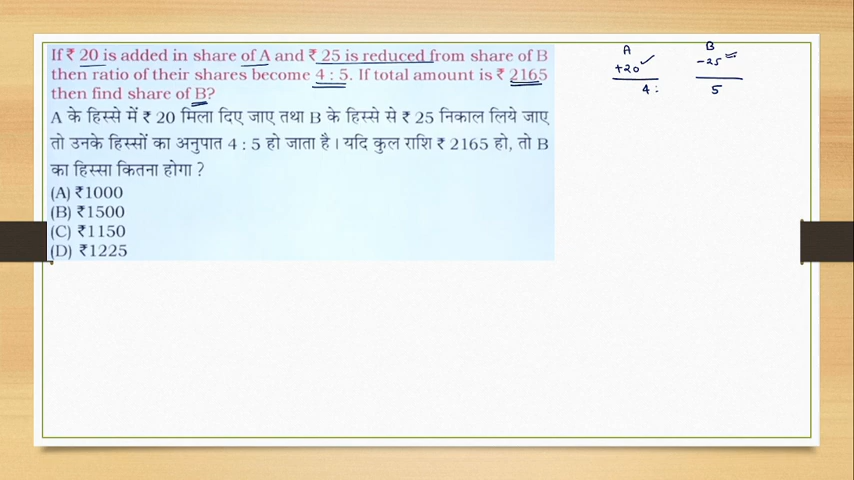 If ₹ 20 is added in share of A and ₹ 25 is reduced from share of B
then ratio of their shares become 4 : 5. If total amount is ₹ 2165
then find share of B?
A के हिस्से में ₹ 20 मिला दिए जाए तथा B के हिस्से से ₹ 25 निकाल लिये जाए
तो उनके हिस्सों का अनुपात 4 : 5 हो जाता है। यदि कुल राशि ₹ 2165 हो, तो B
का हिस्सा कितना होगा ?
(A) ₹1000
(B) ₹1500
(C) ₹1150
(D) ₹1225
A B
+20 -25
4 : 5